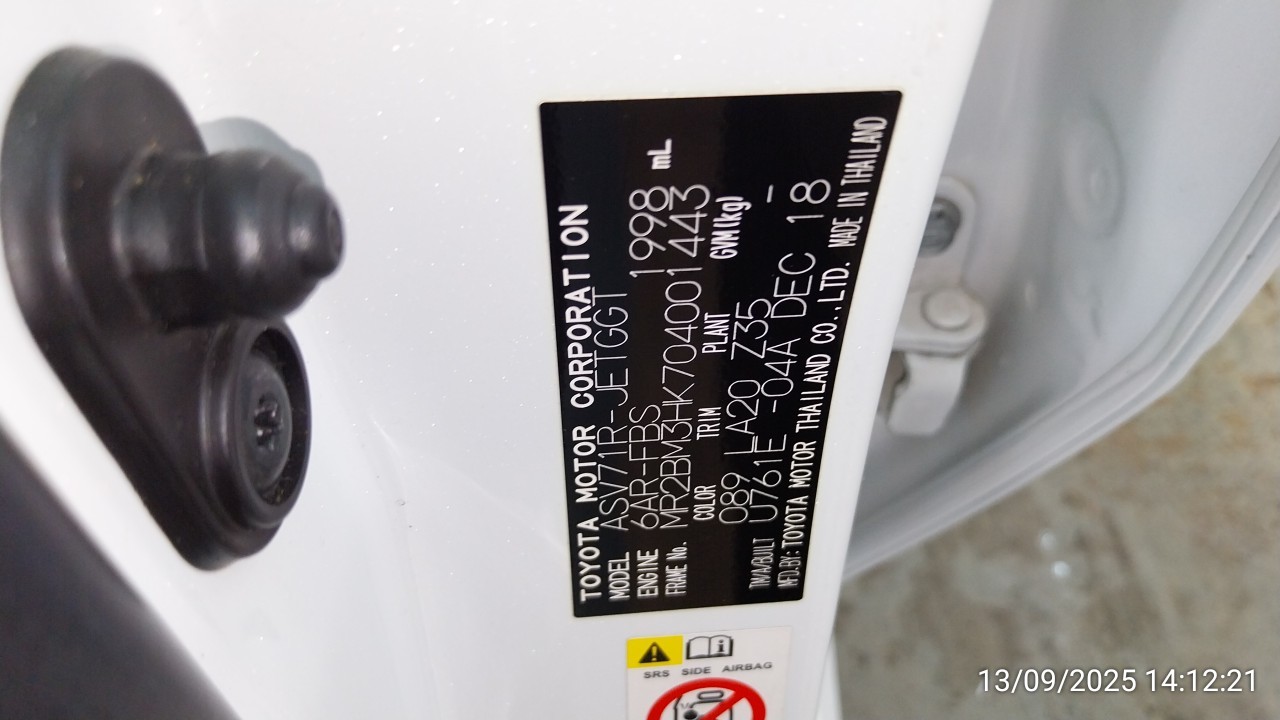 TOYOTA MOTOR CORPORATION
MODEL ASV71R-JETGGT
ENGINE 6AR-FBS 1998 mL
FRAME No. MR2BM3HK704001443
COLOR TRIM PLANT GVM(kg)
089 LA20 Z35 -
TM/A/BUILT U761E -04A DEC 18
MFD.BY: TOYOTA MOTOR THAILAND CO.,LTD. MADE IN THAILAND
SRS SIDE AIRBAG
13/09/2025 14:12:21